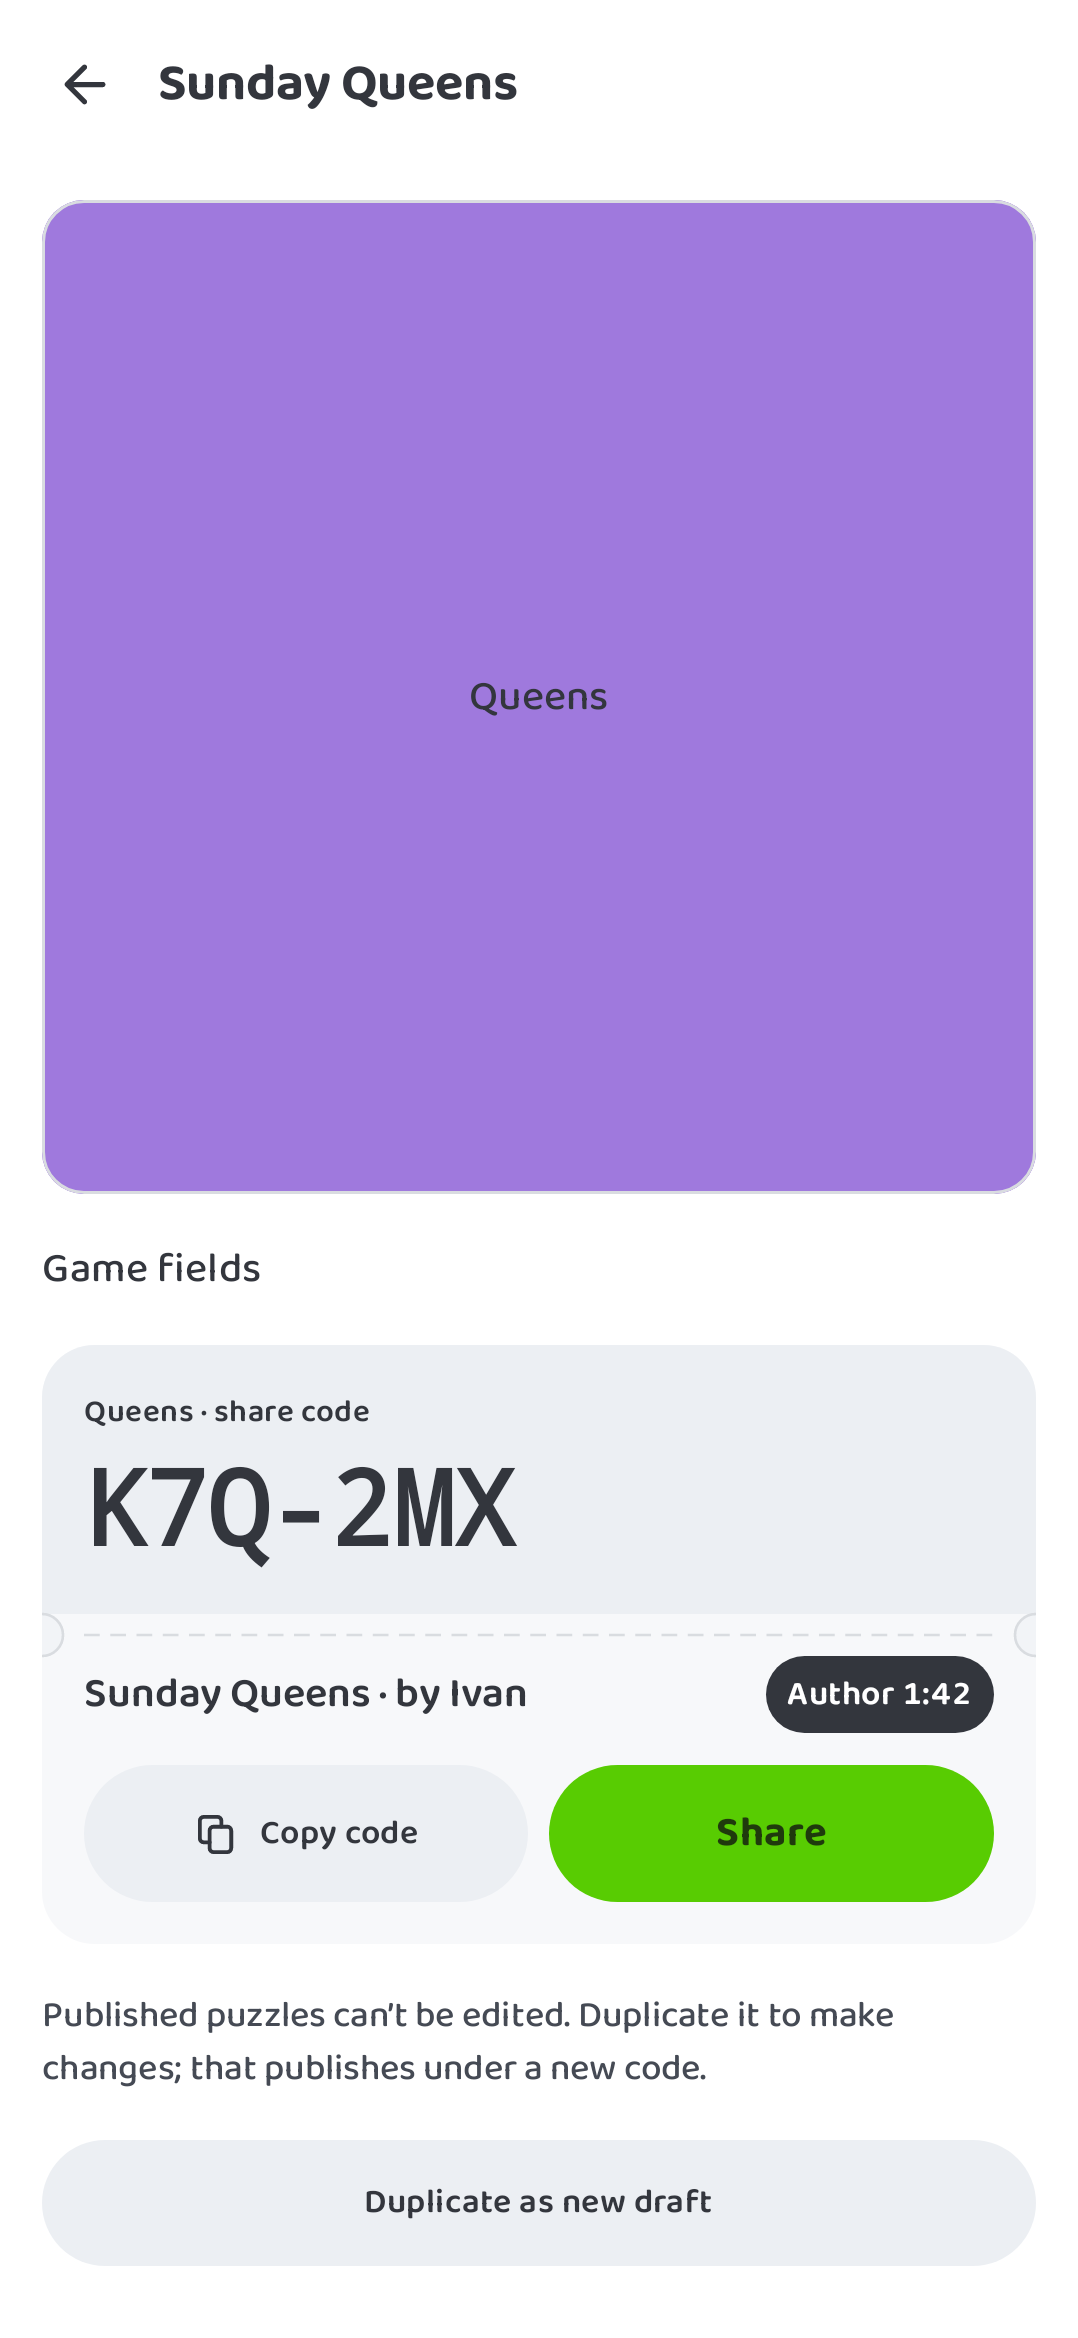 Sunday Queens
Queens
Game fields
Queens · share code
K7Q-2MX
Sunday Queens · by Ivan
Author 1:42
Copy code
Share
Published puzzles can’t be edited. Duplicate it to make
changes; that publishes under a new code.
Duplicate as new draft